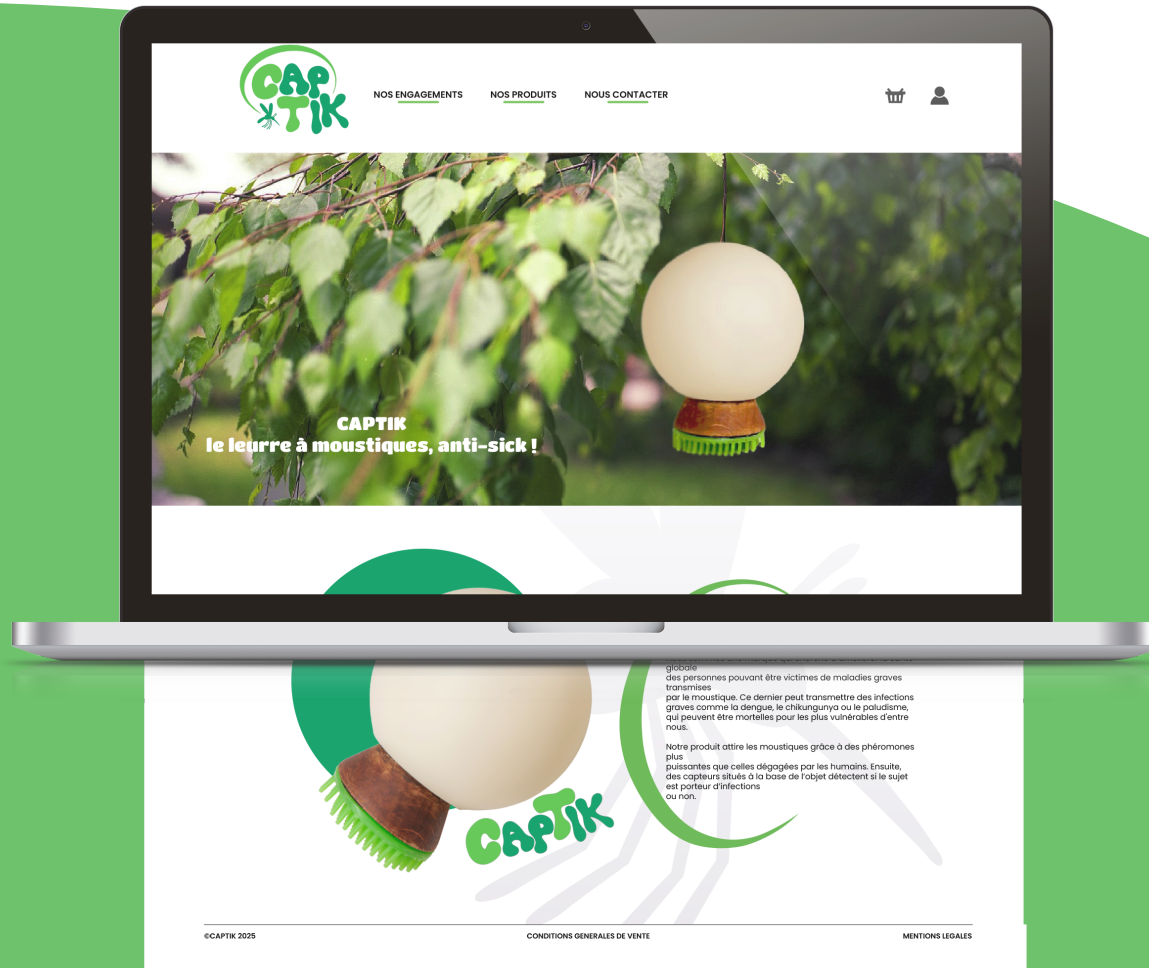 CAP
TIK
NOS ENGAGEMENTS
NOS PRODUITS
NOUS CONTACTER
CAPTIK
le leurre à moustiques, anti-sick !
globale
des personnes pouvant être victimes de maladies graves
transmises
par le moustique. Ce dernier peut transmettre des infections
graves comme la dengue, le chikungunya ou le paludisme,
qui peuvent être mortelles pour les plus vulnérables d'entre
nous.
Notre produit attire les moustiques grâce à des phéromones
plus
puissantes que celles dégagées par les humains. Ensuite,
des capteurs situés à la base de l'objet détectent si le sujet
est porteur d'infections
ou non.
CAPTIK
©CAPTIK 2025
CONDITIONS GENERALES DE VENTE
MENTIONS LEGALES